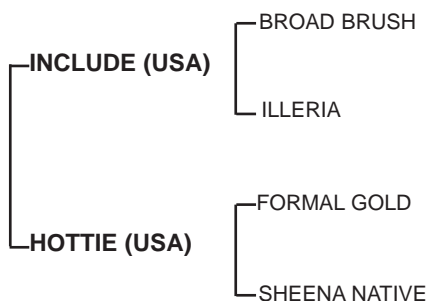 BROAD BRUSH
INCLUDE (USA)
ILLERIA
FORMAL GOLD
HOTTIE (USA)
SHEENA NATIVE